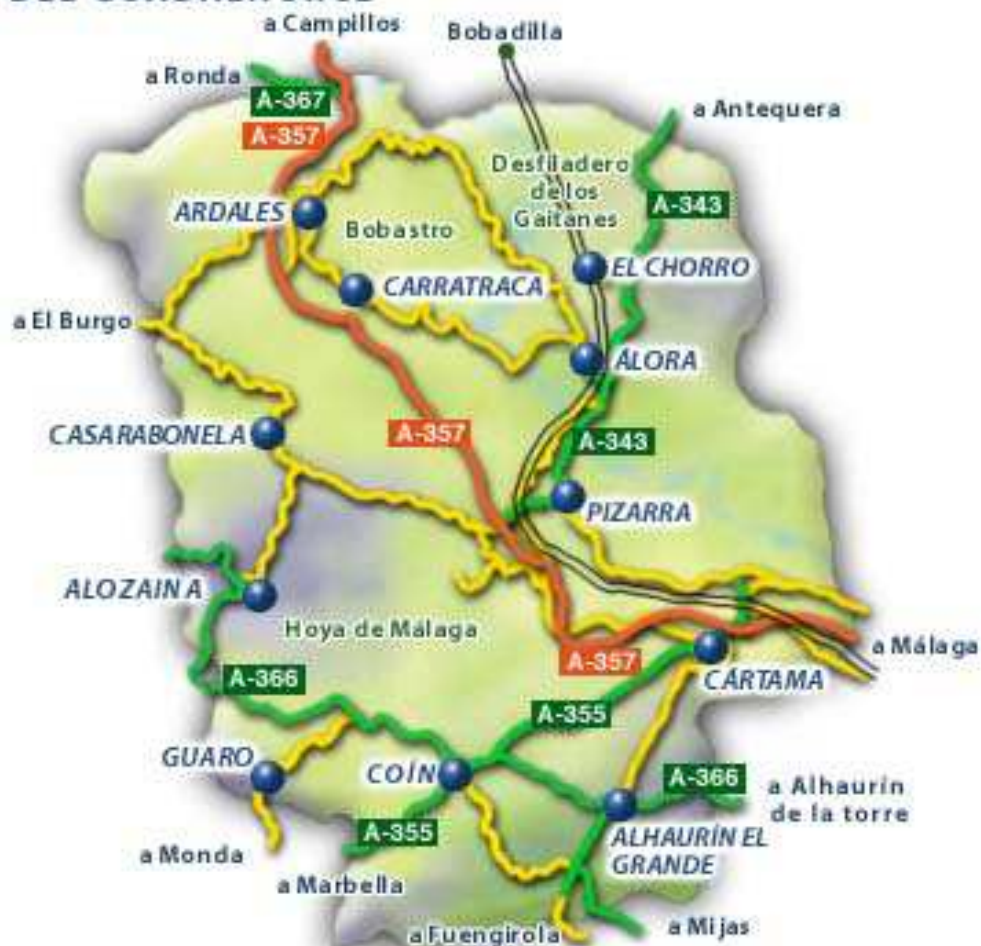 a Campillos
Bobadilla
a Ronda
A-367
A-357
a Antequera
Desfiladero
de los
Gaitanes
A-343
ARDALES
Bobastro
EL CHORRO
CARRATRACA
a El Burgo
ÁLORA
CASARABONELA
A-357
A-343
PIZARRA
ALOZAINA
Hoya de Málaga
a Málaga
A-357
A-366
CÁRTAMA
A-355
GUARO
COÍN
A-366
a Alhaurín
de la torre
A-355
ALHAURÍN EL
GRANDE
a Monda
a Marbella
a Fuengirola
a Mijas